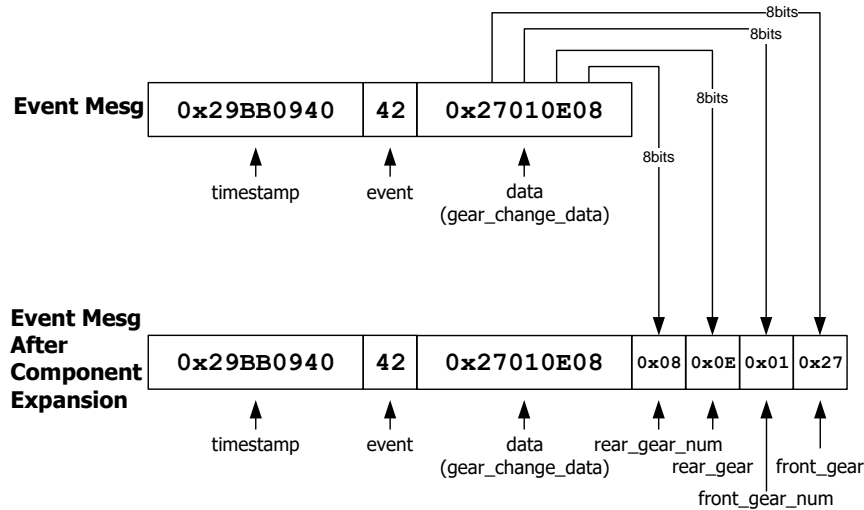 8bits
8bits
8bits
8bits
Event Mesg
0x29BB0940 42 0x27010E08
timestamp event data
(gear_change_data)
Event Mesg
After
Component
Expansion
0x29BB0940 42 0x27010E08 0x08 0x0E 0x01 0x27
timestamp event data rear_gear_num
(gear_change_data) rear_gear front_gear
front_gear_num